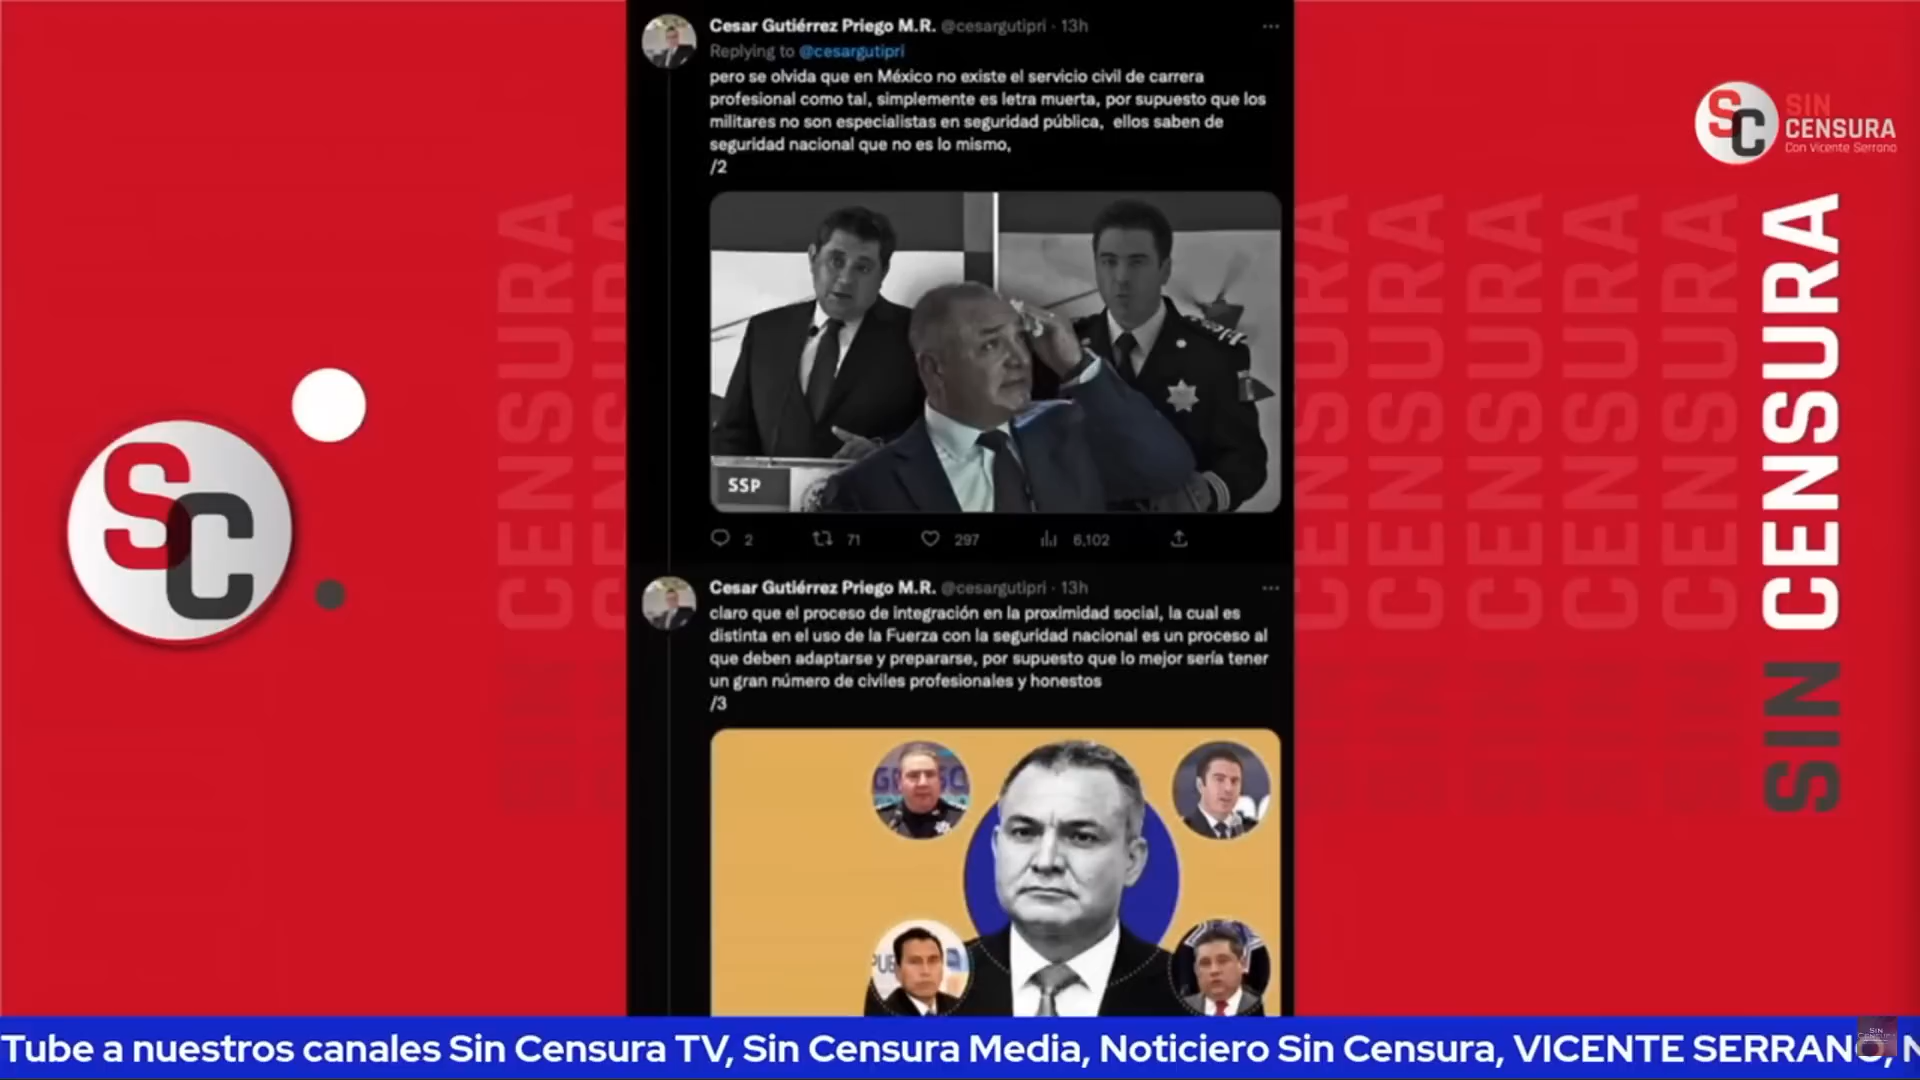 Cesar Gutiérrez Priego M.R. @cesargutipri · 13h
Replying to @cesargutipri
pero se olvida que en México no existe el servicio civil de carrera
profesional como tal, simplemente es letra muerta, por supuesto que los
militares no son especialistas en seguridad pública, ellos saben de
seguridad nacional que no es lo mismo,
/2
SSP
2 71 297 6,102
Cesar Gutiérrez Priego M.R. @cesargutipri · 13h
claro que el proceso de integración en la proximidad social, la cual es
distinta en el uso de la Fuerza con la seguridad nacional es un proceso al
que deben adaptarse y prepararse, por supuesto que lo mejor sería tener
un gran número de civiles profesionales y honestos
/3
SC
SC
SIN
CENSURA
Con Vicente Serrano
SIN CENSURA
SIN CENSURA
Tube a nuestros canales Sin Censura TV, Sin Censura Media, Noticiero Sin Censura, VICENTE SERRANO, N